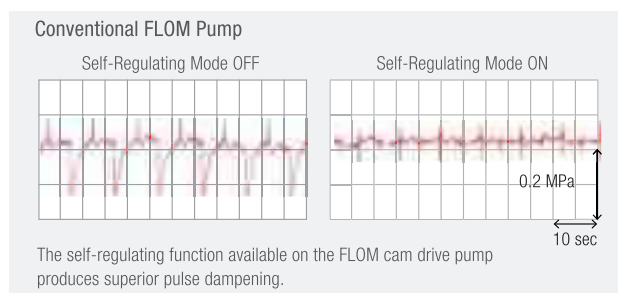 Conventional FLOM Pump
Self-Regulating Mode OFF
Self-Regulating Mode ON
0.2 MPa
10 sec
The self-regulating function available on the FLOM cam drive pump
produces superior pulse dampening.